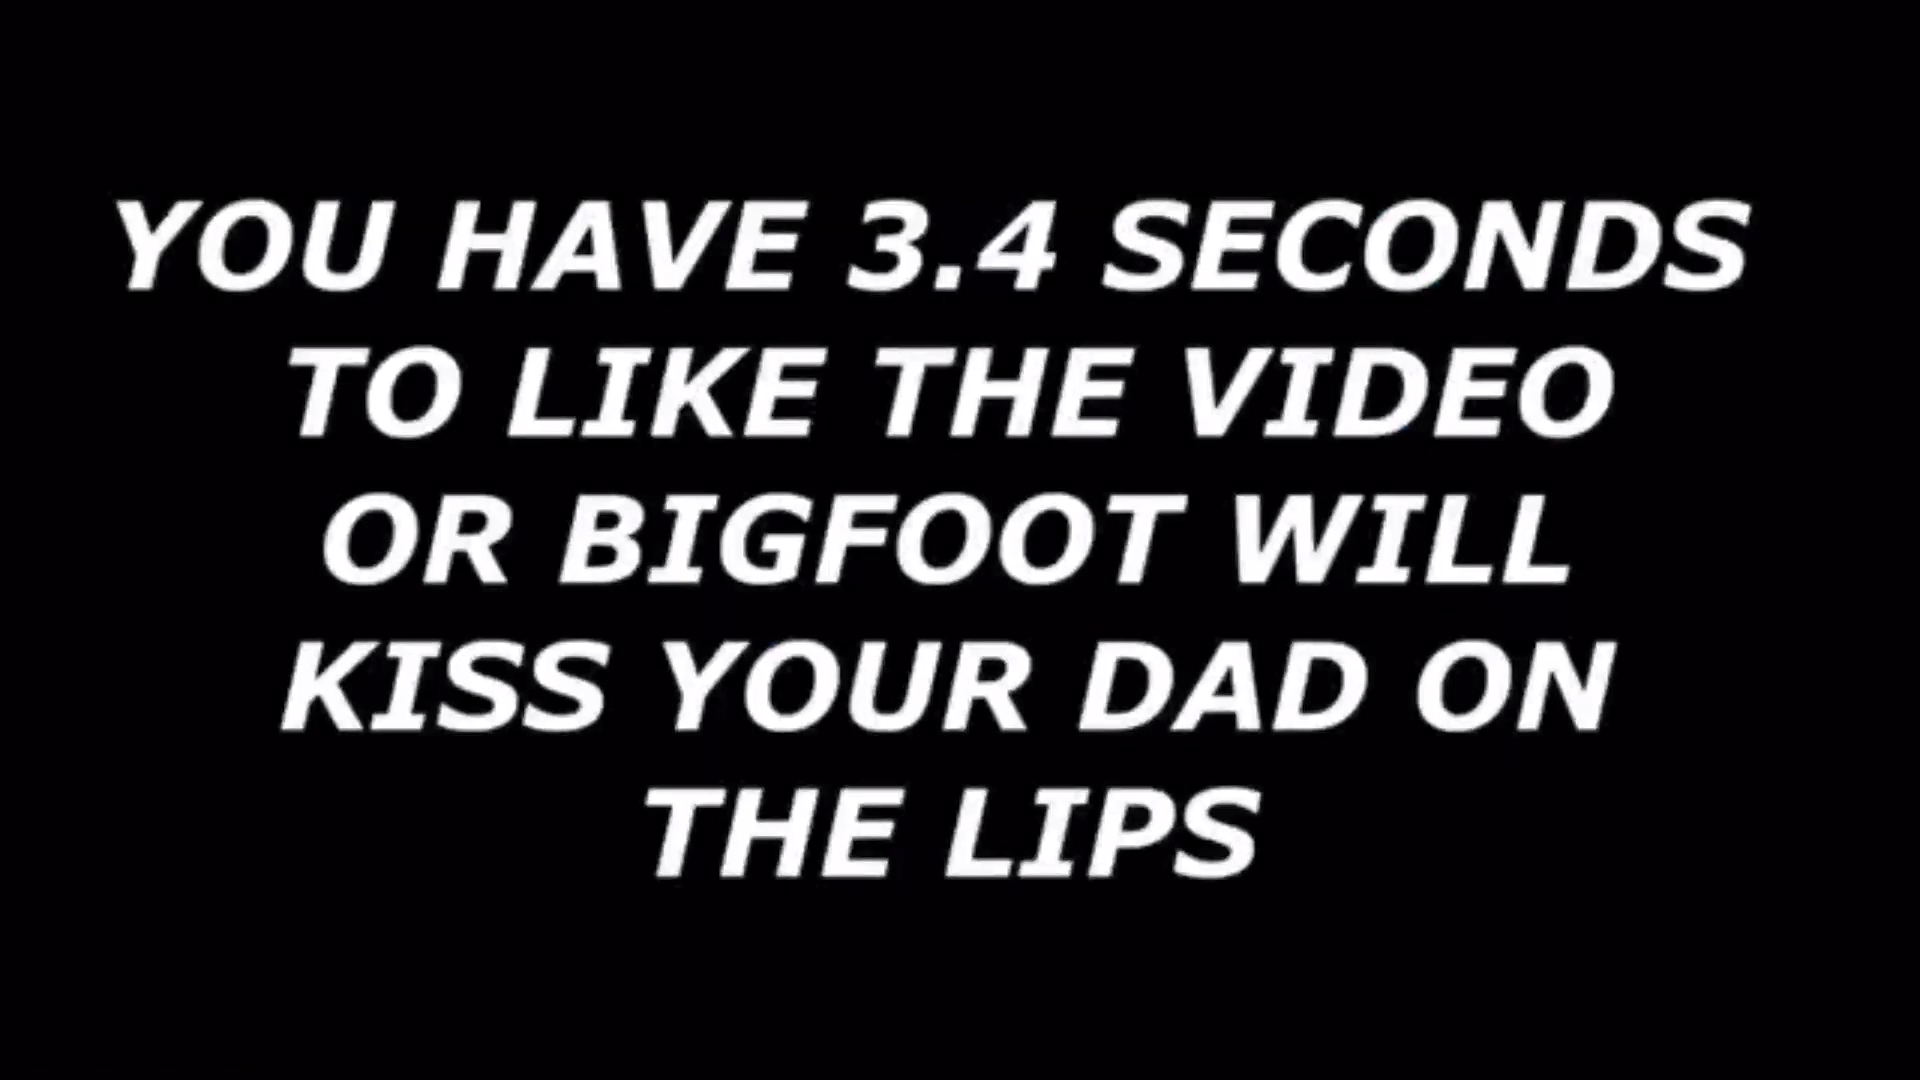 YOU HAVE 3.4 SECONDS
TO LIKE THE VIDEO
OR BIGFOOT WILL
KISS YOUR DAD ON
THE LIPS